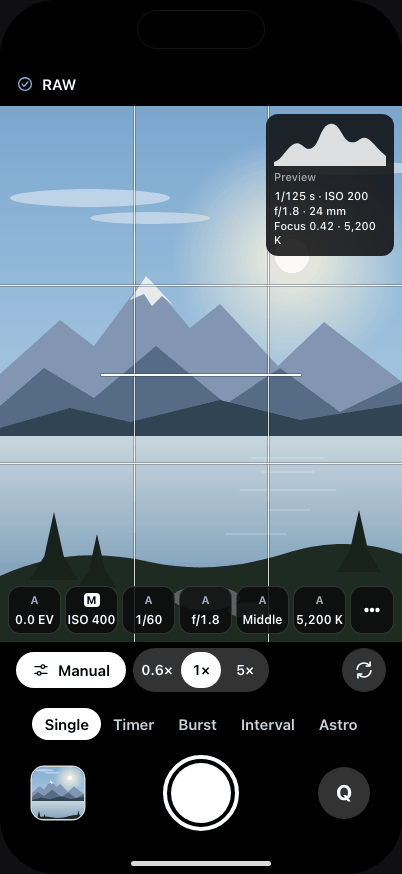 RAW
Preview
1/125 s · ISO 200
f/1.8 · 24 mm
Focus 0.42 · 5,200
K
A
M
A
A
A
A
0.0 EV
ISO 400
1/60
f/1.8
Middle
5,200 K
•••
Manual
0.6×
1×
5×
Single
Timer
Burst
Interval
Astro
Q